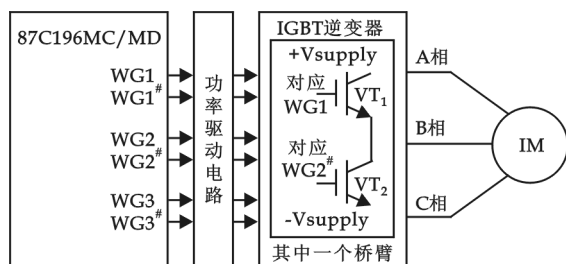 87C196MC/MD
WG1
WG1#
WG2
WG2#
WG3
WG3#
功率驱动电路
IGBT逆变器
+Vsupply
对应
WG1
VT₁
对应
WG2#
VT₂
-Vsupply
其中一个桥臂
A相
B相
C相
IM